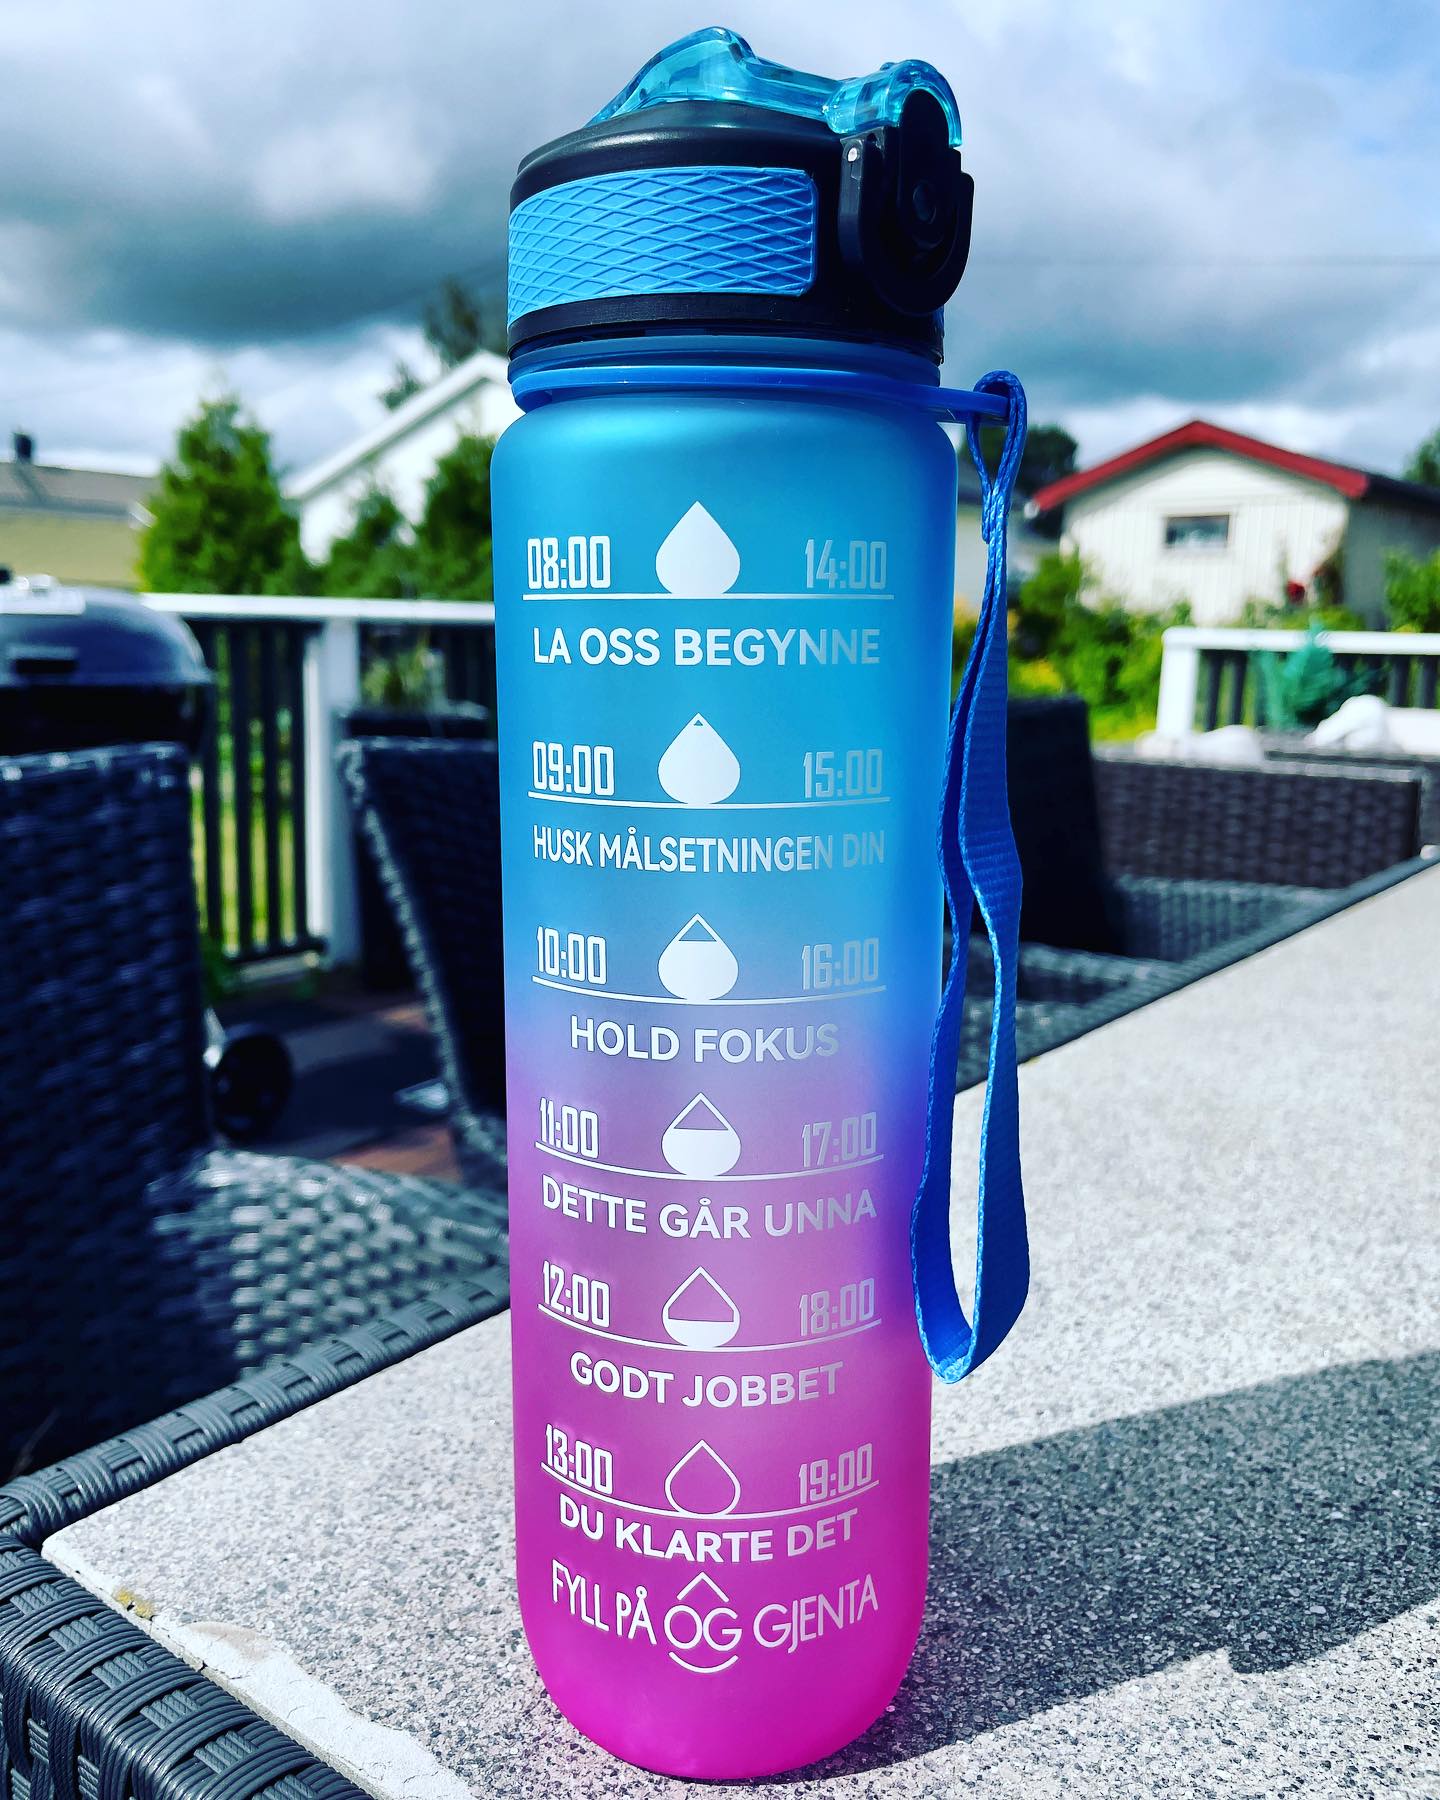 08:00 14:00
LA OSS BEGYNNE
09:00 15:00
HUSK MÅLSETNINGEN DIN
10:00 16:00
HOLD FOKUS
11:00 17:00
DETTE GÅR UNNA
12:00 18:00
GODT JOBBET
13:00 19:00
DU KLARTE DET
FYLL PÅ OG GJENTA